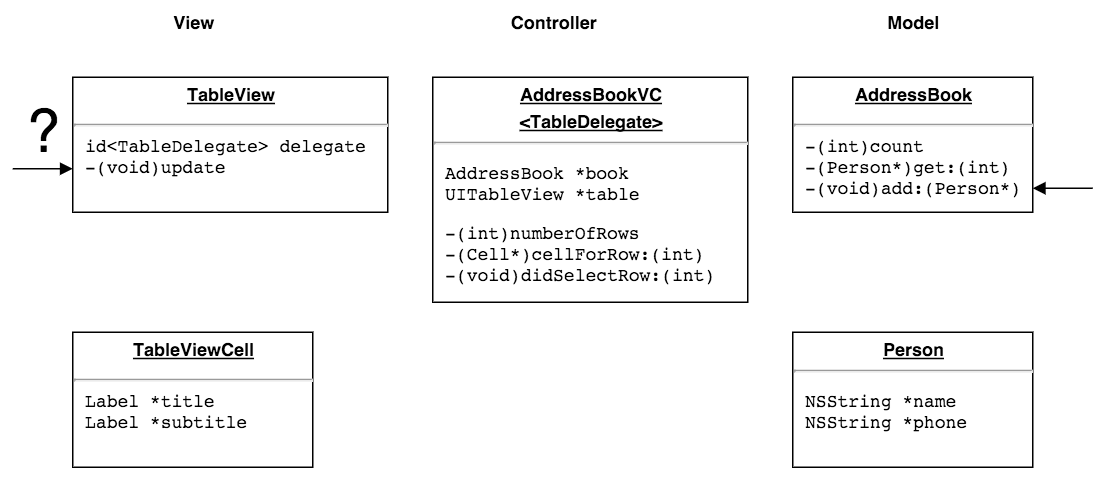 View
Controller
Model
?
TableView
id<TableDelegate> delegate
-(void)update
AddressBookVC
<TableDelegate>
AddressBook *book
UITableView *table
-(int)numberOfRows
-(Cell*)cellForRow:(int)
-(void)didSelectRow:(int)
AddressBook
-(int)count
-(Person*)get:(int)
-(void)add:(Person*)
TableViewCell
Label *title
Label *subtitle
Person
NSString *name
NSString *phone